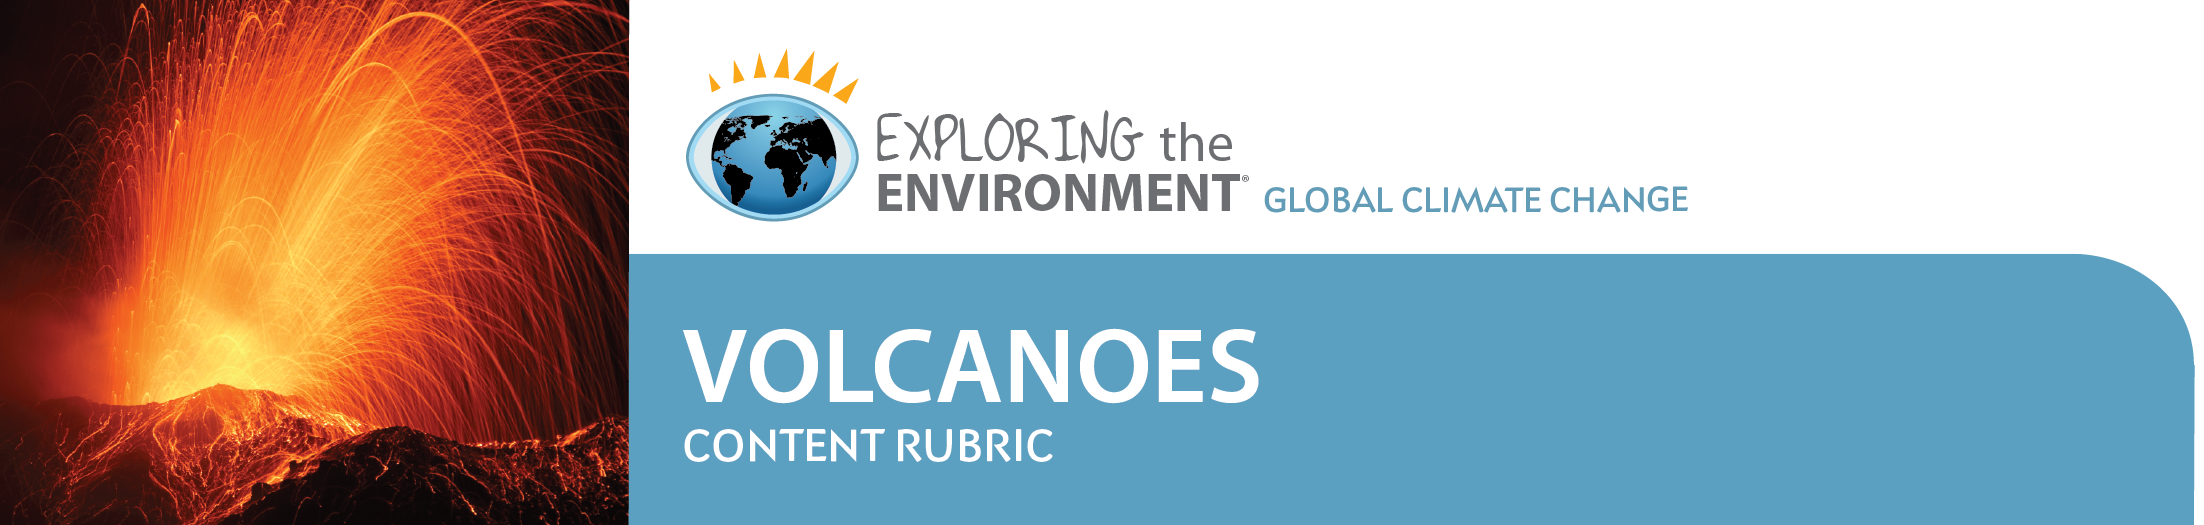 EXPLORING the
ENVIRONMENT® GLOBAL CLIMATE CHANGE
VOLCANOES
CONTENT RUBRIC